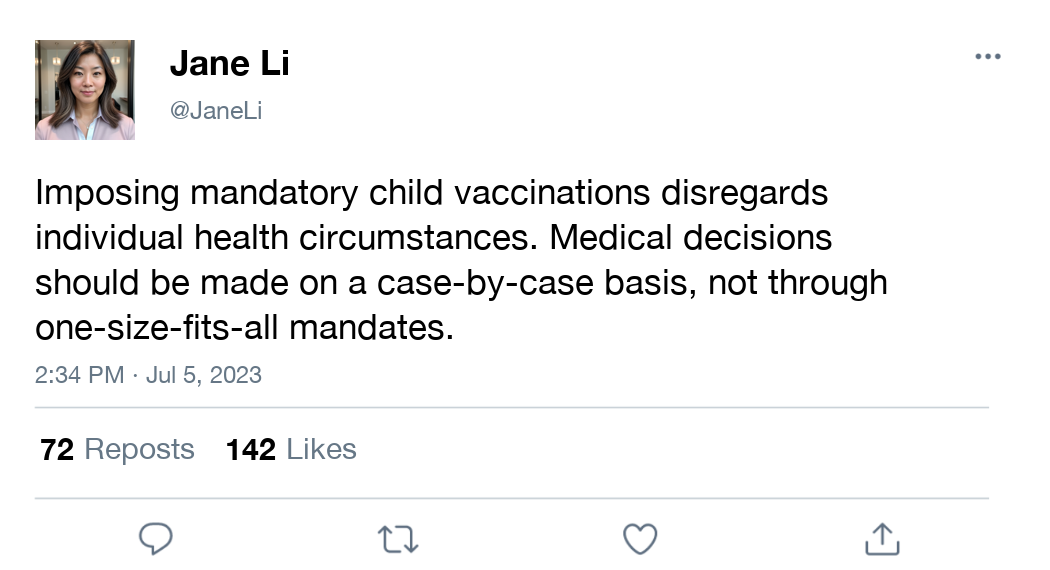 Jane Li
@JaneLi
Imposing mandatory child vaccinations disregards
individual health circumstances. Medical decisions
should be made on a case-by-case basis, not through
one-size-fits-all mandates.
2:34 PM · Jul 5, 2023
72 Reposts 142 Likes